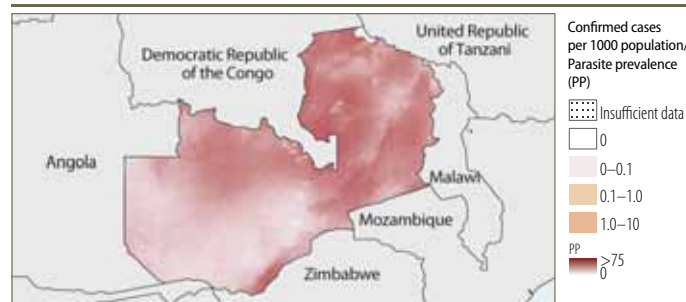 United Republic
of Tanzani
Democratic Republic
of the Congo
Angola
Malawi
Mozambique
Zimbabwe
Confirmed cases
per 1000 population/
Parasite prevalence
(PP)
Insufficient data
0
0–0.1
0.1–1.0
1.0–10
PP
>75
0